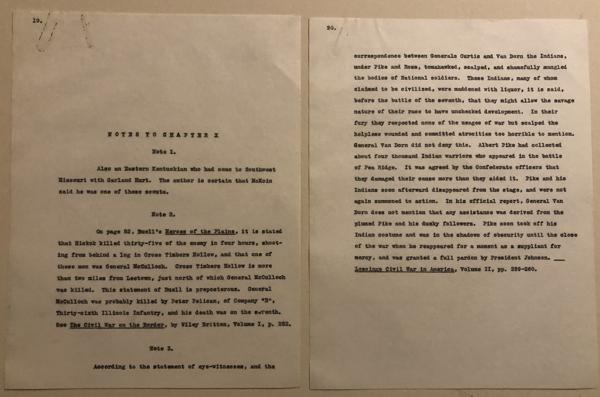 19.
NOTES TO CHAPTER X
Note 1.
Also an Eastern Kentuckian who had come to Southwest
Missouri with Garland Hurt. The author is certain that McKoin
said he was one of these scouts.
Note 2.
On page 82, Buell's Heroes of the Plains, it is stated
that Hickok killed thirty-five of the enemy in four hours, shoot-
ing from behind a log in Cross Timbers Hollow, and that one of
these men was General McCulloch. Cross Timbers Hollow is more
than two miles from Leetown, just north of which General McCulloch
was killed. This statement of Buell is preposterous. General
McCulloch was probably killed by Peter Pelican, of Company "B",
Thirty-sixth Illinois Infantry, and his death was on the seventh.
See The Civil War on the Border, by Wiley Britton, Volume I, p. 252.
Note 3.
According to the statement of eye-witnesses, and the
20.
correspondence between Generals Curtis and Van Dorn the Indians,
under Pike and Ross, tomahawked, scalped, and shamefully mangled
the bodies of National soldiers. These Indians, many of whom
claimed to be civilized, were maddened with liquor, it is said,
before the battle of the seventh, that they might allow the savage
nature of their race to have unchecked development. In their
fury they respected none of the usages of war but scalped the
helpless wounded and committed atrocities too horrible to mention.
General Van Dorn did not deny this. Albert Pike had collected
about four thousand Indian warriors who appeared in the battle
of Pea Ridge. It was agreed by the Confederate officers that
they damaged their cause more than they aided it. Pike and his
Indians soon afterward disappeared from the stage, and were not
again summoned to action. In his official report, General Van
Dorn does not mention that any assistance was derived from the
plumed Pike and his dusky followers. Pike soon took off his
Indian costume and was in the shadow of obscurity until the close
of the war when he reappeared for a moment as a suppliant for
mercy, and was granted a full pardon by President Johnson. ___
Lossing's Civil War in America, Volume II, pp. 259-260.